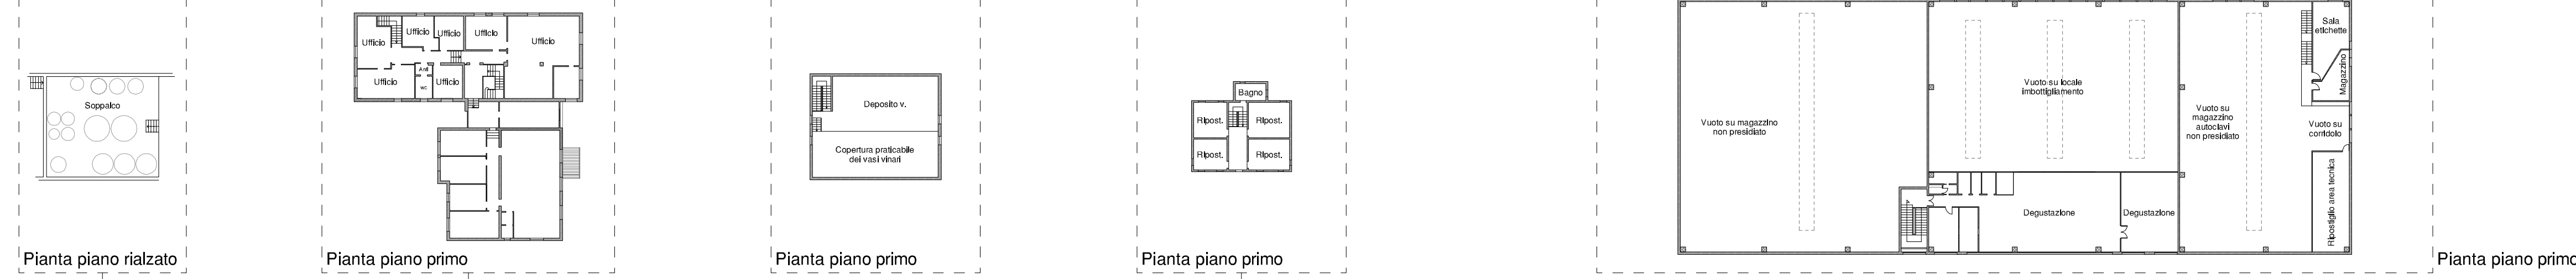 Soppalco
Pianta piano rialzato
Ufficio
Ufficio
Ufficio
Ufficio
Ufficio
Ufficio
Anti
wc
Ufficio
Pianta piano primo
Deposito v.
Copertura praticabile
dei vasi vinari
Pianta piano primo
Bagno
Ripost.
Ripost.
Ripost.
Ripost.
Pianta piano primo
Vuoto su magazzino
non presidiato
Vuoto su locale
imbottigliamento
Degustazione
Degustazione
Vuoto su
magazzino
autoclavi
non presidiato
Sala
etichette
Magazzino
Vuoto su
corridoio
Ripostiglio area tecnica
Pianta piano primo